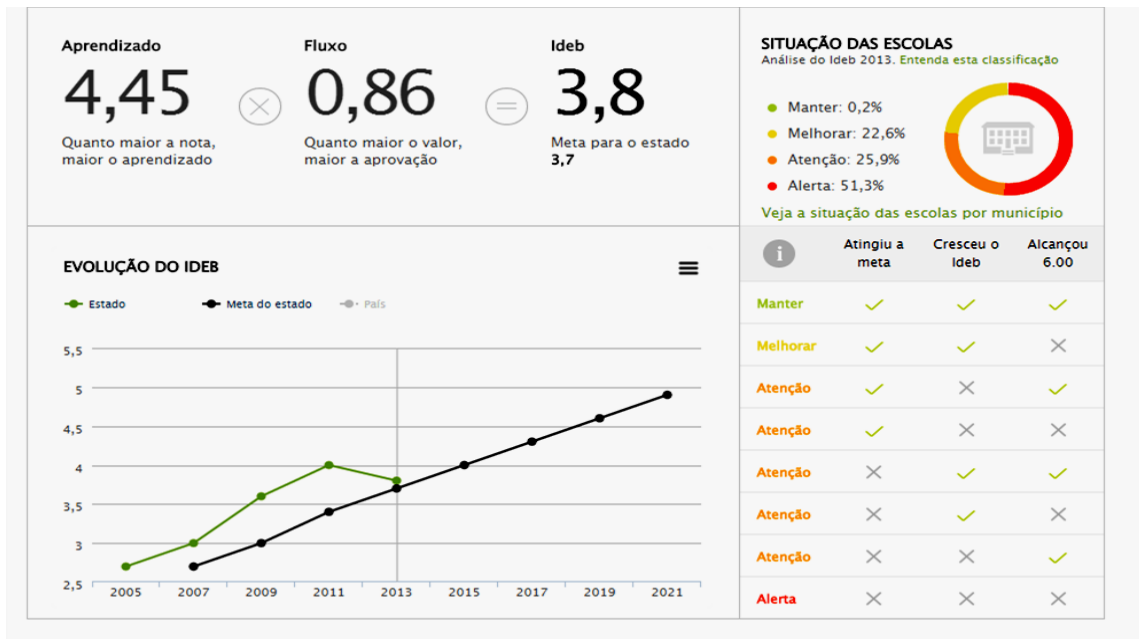 Aprendizado
4,45
Quanto maior a nota,
maior o aprendizado
Fluxo
0,86
Quanto maior o valor,
maior a aprovação
Ideb
3,8
Meta para o estado
3,7
SITUAÇÃO DAS ESCOLAS
Análise do Ideb 2013. Entenda esta classificação
Manter: 0,2%
Melhorar: 22,6%
Atenção: 25,9%
Alerta: 51,3%
Veja a situação das escolas por município
EVOLUÇÃO DO IDEB
Estado Meta do estado País
5,5
5
4,5
4
3,5
3
2,5
2005 2007 2009 2011 2013 2015 2017 2019 2021
i Atingiu a meta Cresceu o Ideb Alcançou 6.00
Manter
Melhorar
Atenção
Atenção
Atenção
Atenção
Atenção
Alerta